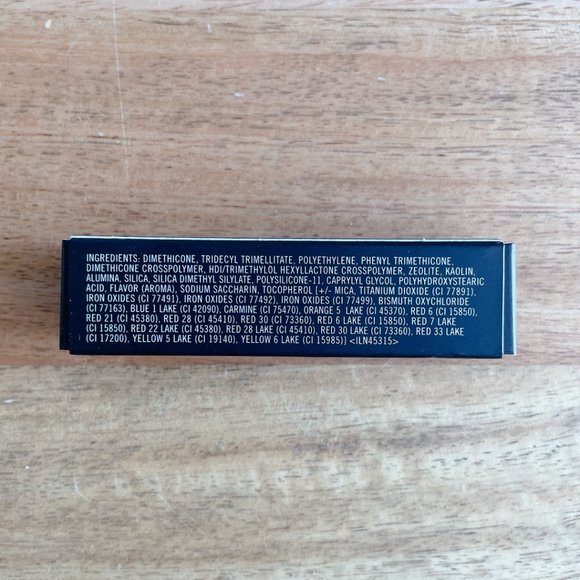 INGREDIENTS: DIMETHICONE, TRIDECYL TRIMELLITATE, POLYETHYLENE, PHENYL TRIMETHICONE,
DIMETHICONE CROSSPOLYMER, HDI/TRIMETHYLOL HEXYLLACTONE CROSSPOLYMER, ZEOLITE, KAOLIN,
ALUMINA, SILICA, SILICA DIMETHYL SILYLATE, POLYSILICONE-11, CAPRYLYL GLYCOL, POLYHYDROXYSTEARIC
ACID, FLAVOR (AROMA), SODIUM SACCHARIN, TOCOPHEROL [+/- MICA, TITANIUM DIOXIDE (CI 77891),
IRON OXIDES (CI 77491), IRON OXIDES (CI 77492), IRON OXIDES (CI 77499), BISMUTH OXYCHLORIDE
(CI 77163), BLUE 1 LAKE (CI 42090), CARMINE (CI 75470), ORANGE 5 LAKE (CI 45370), RED 6 (CI 15850),
RED 21 (CI 45380), RED 28 (CI 45410), RED 30 (CI 73360), RED 6 LAKE (CI 15850), RED 7 LAKE
(CI 15850), RED 22 LAKE (CI 45380), RED 28 LAKE (CI 45410), RED 30 LAKE (CI 73360), RED 33 LAKE
(CI 17200), YELLOW 5 LAKE (CI 19140), YELLOW 6 LAKE (CI 15985)] <ILN45315>